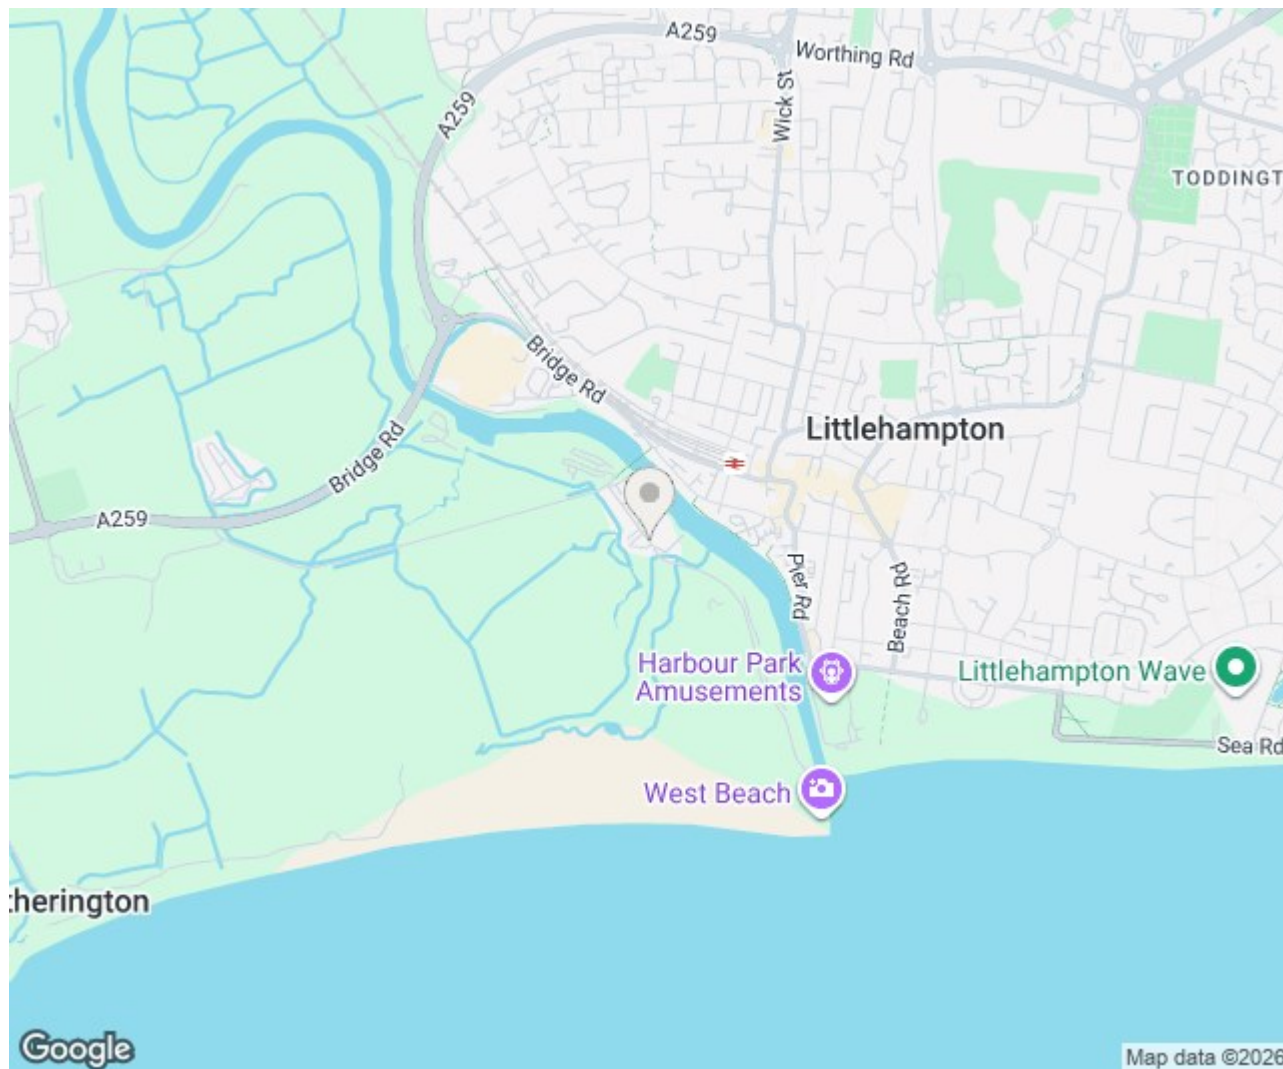 A259
Worthing Rd
A259
Wick St
TODDINGT
Bridge Rd
Littlehampton
Bridge Rd
A259
Pier Rd
Beach Rd
Harbour Park
Amusements
Littlehampton Wave
Sea Rd
West Beach
therington
Google
Map data ©2026